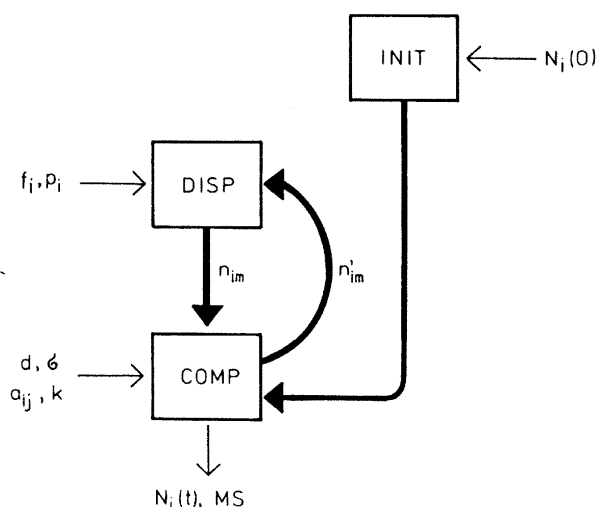 INIT
N_i(0)
f_i, p_i
DISP
n_im
n'_im
d, σ
a_ij, k
COMP
N_i(t), MS